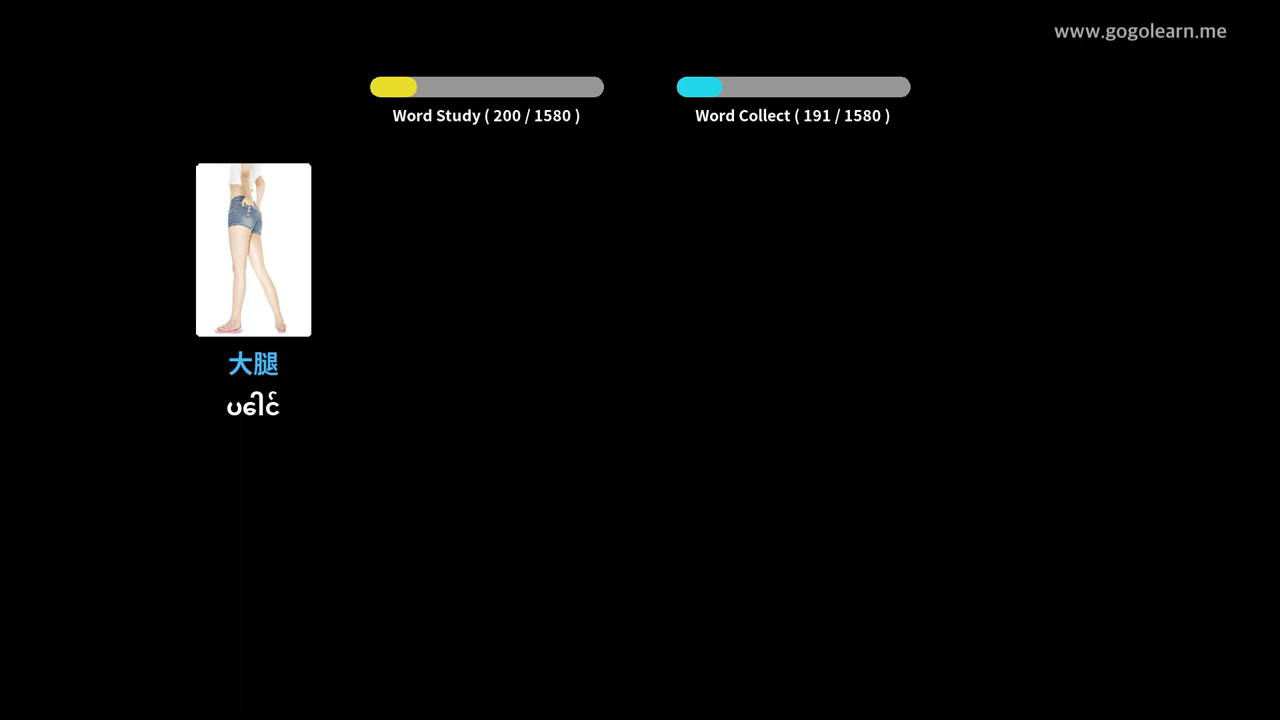 www.gogolearn.me
Word Study ( 200 / 1580 )
Word Collect ( 191 / 1580 )
大腿
ပေါင်